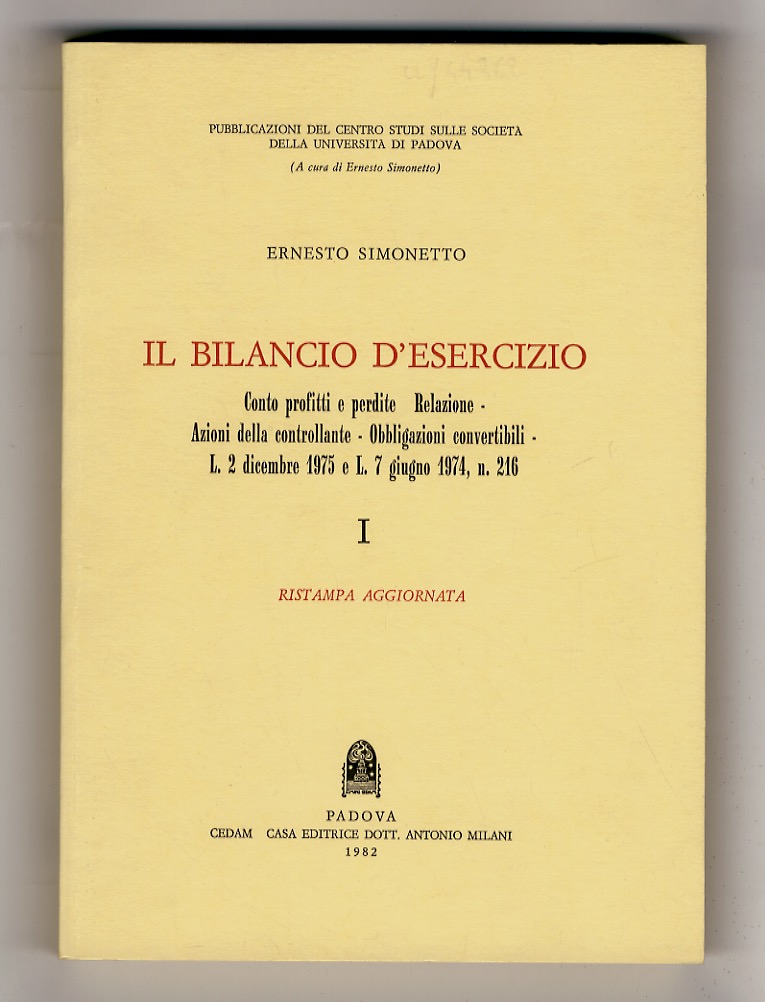 PUBBLICAZIONI DEL CENTRO STUDI SULLE SOCIETÀ
DELLA UNIVERSITÀ DI PADOVA
(A cura di Ernesto Simonetto)
ERNESTO SIMONETTO
IL BILANCIO D'ESERCIZIO
Conto profitti e perdite Relazione -
Azioni della controllante - Obbligazioni convertibili -
L. 2 dicembre 1975 e L. 7 giugno 1974, n. 216
I
RISTAMPA AGGIORNATA
PADOVA
CEDAM CASA EDITRICE DOTT. ANTONIO MILANI
1982